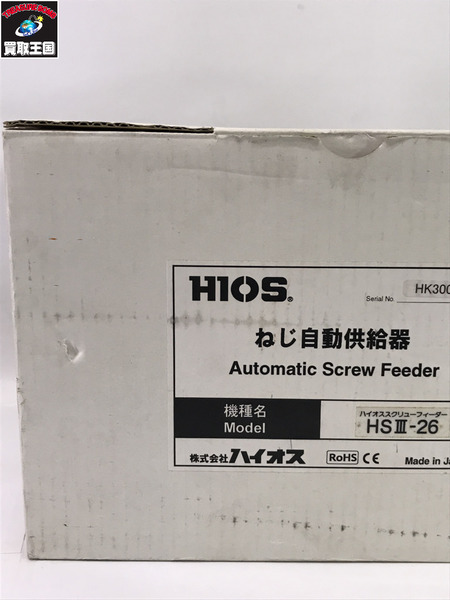 買取王国
HIOS®
Serial No. HK300
ねじ自動供給器
Automatic Screw Feeder
機種名
Model
ハイオススクリューフィーダー
HSⅢ-26
株式会社ハイオス RoHS CE Made in Ja